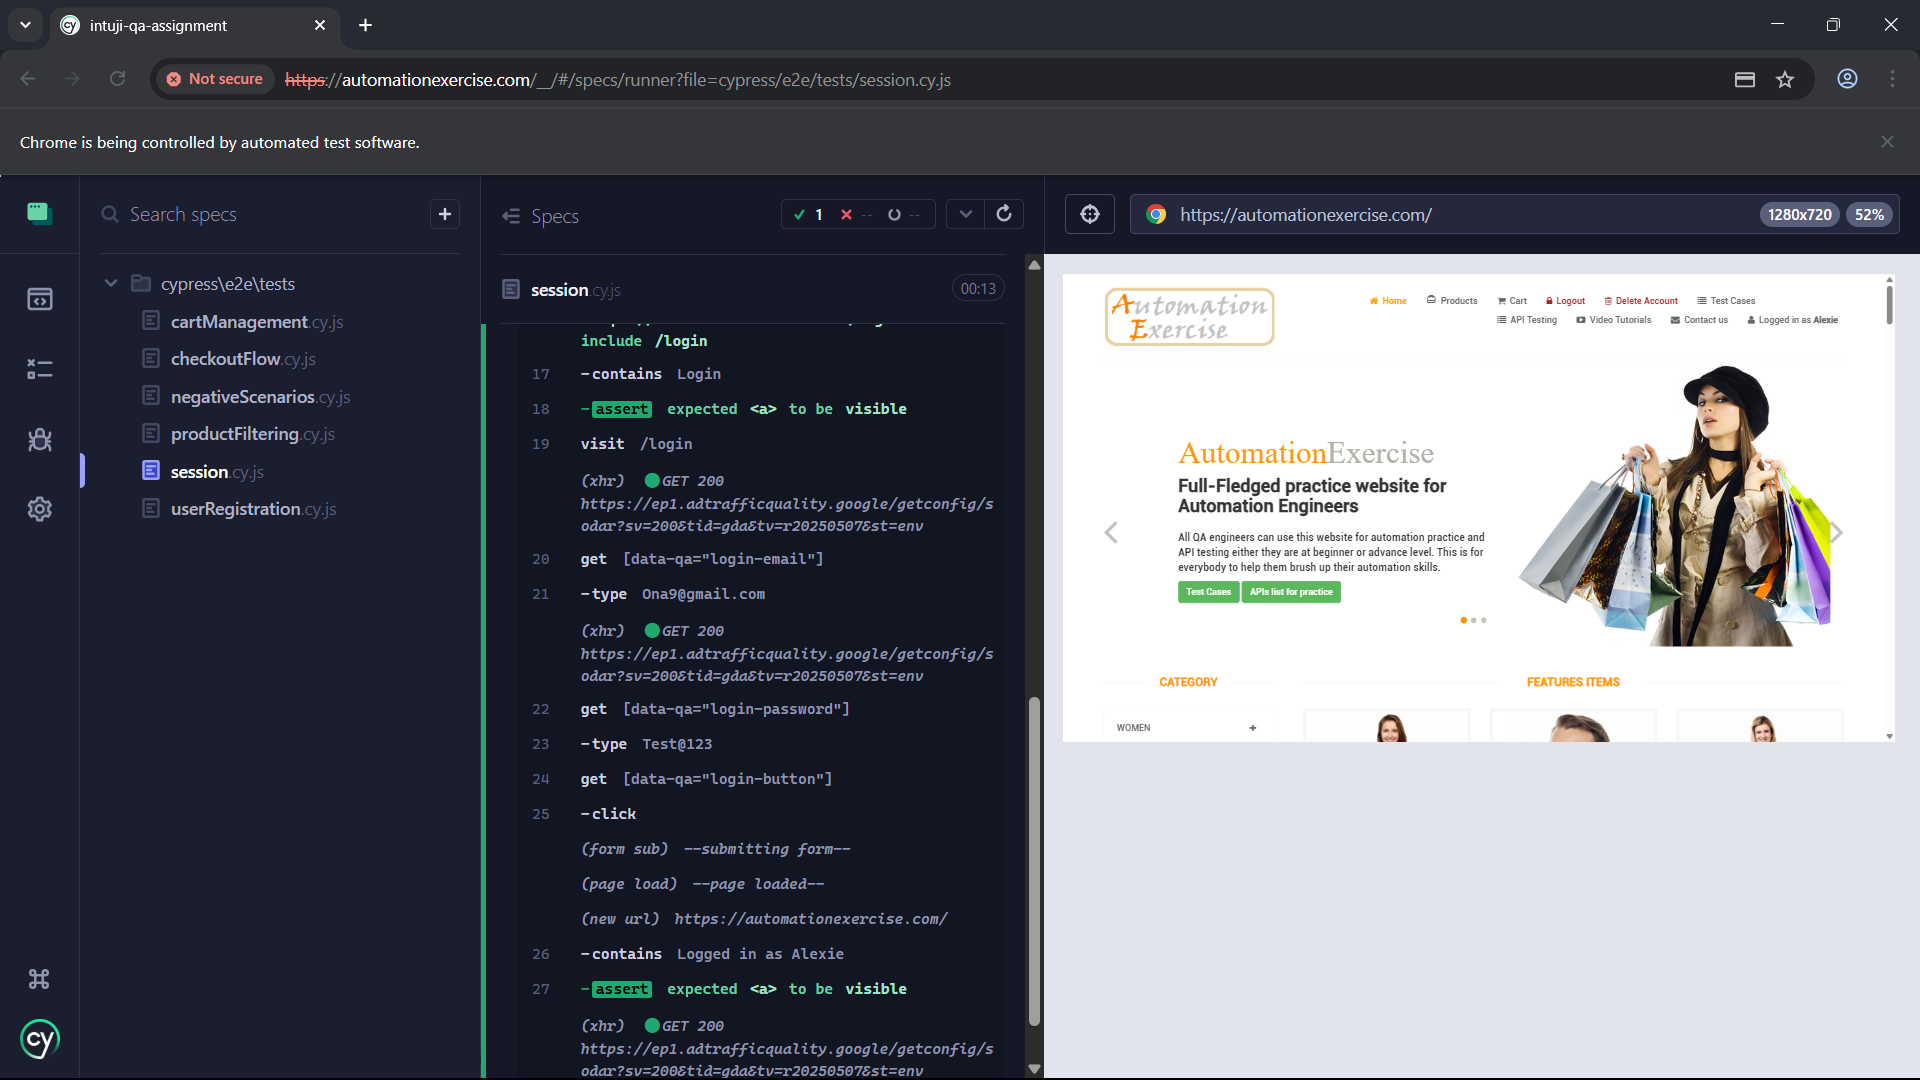 intuji-qa-assignment
Not secure
https://automationexercise.com/__/#/specs/runner?file=cypress/e2e/tests/session.cy.js
Chrome is being controlled by automated test software.
Search specs
+
cypress\e2e\tests
cartManagement.cy.js
checkoutFlow.cy.js
negativeScenarios.cy.js
productFiltering.cy.js
session.cy.js
userRegistration.cy.js
cy
Specs
1 -- --
session.cy.js
00:13
include /login
17 -contains Login
18 -assert expected <a> to be visible
19 visit /login
(xhr) GET 200
https://ep1.adtrafficquality.google/getconfig/s
odar?sv=200&tid=gda&tv=r20250507&st=env
20 get [data-qa="login-email"]
21 -type Ona9@gmail.com
(xhr) GET 200
https://ep1.adtrafficquality.google/getconfig/s
odar?sv=200&tid=gda&tv=r20250507&st=env
22 get [data-qa="login-password"]
23 -type Test@123
24 get [data-qa="login-button"]
25 -click
(form sub) --submitting form--
(page load) --page loaded--
(new url) https://automationexercise.com/
26 -contains Logged in as Alexie
27 -assert expected <a> to be visible
(xhr) GET 200
https://ep1.adtrafficquality.google/getconfig/s
odar?sv=200&tid=gda&tv=r20250507&st=env
https://automationexercise.com/
1280x720
52%
Automation
Exercise
Home Products Cart Logout Delete Account Test Cases
API Testing Video Tutorials Contact us Logged in as Alexie
AutomationExercise
Full-Fledged practice website for
Automation Engineers
All QA engineers can use this website for automation practice and
API testing either they are at beginner or advance level. This is for
everybody to help them brush up their automation skills.
Test Cases
APIs list for practice
CATEGORY
FEATURES ITEMS
WOMEN +